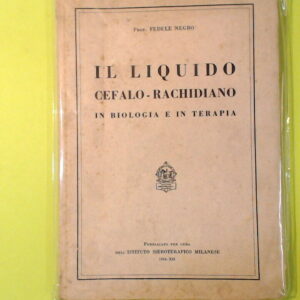 Prof. FEDELE NEGRO
IL LIQUIDO
CEFALO-RACHIDIANO
IN BIOLOGIA E IN TERAPIA
PUBBLICATO PER CURA
DELL'ISTITUTO SIEROTERAPICO MILANESE